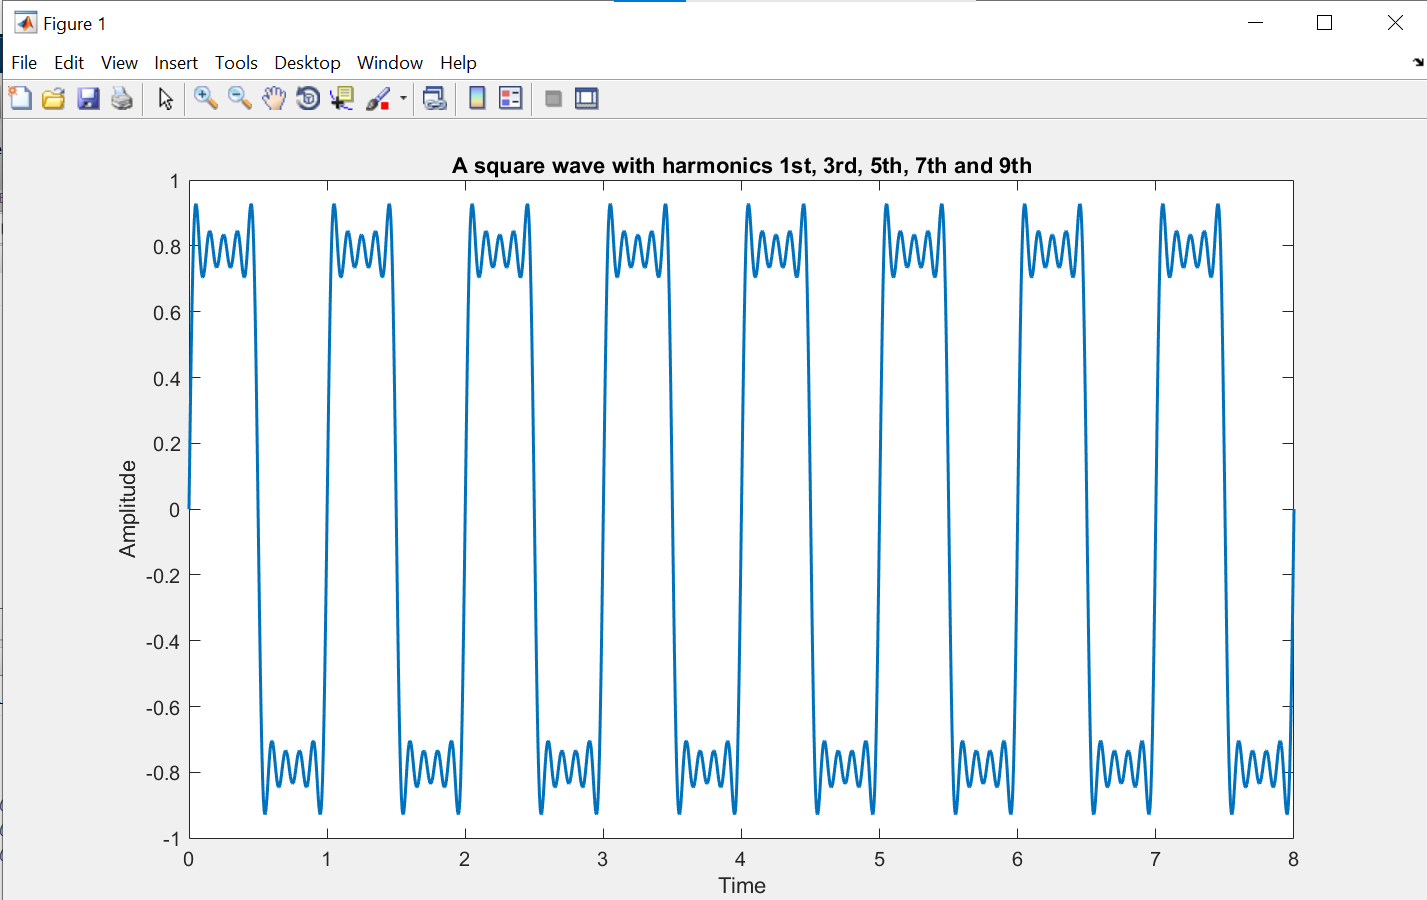 Figure 1
File Edit View Insert Tools Desktop Window Help
A square wave with harmonics 1st, 3rd, 5th, 7th and 9th
1
0.8
0.6
0.4
0.2
0
-0.2
-0.4
-0.6
-0.8
-1
Amplitude
0 1 2 3 4 5 6 7 8
Time